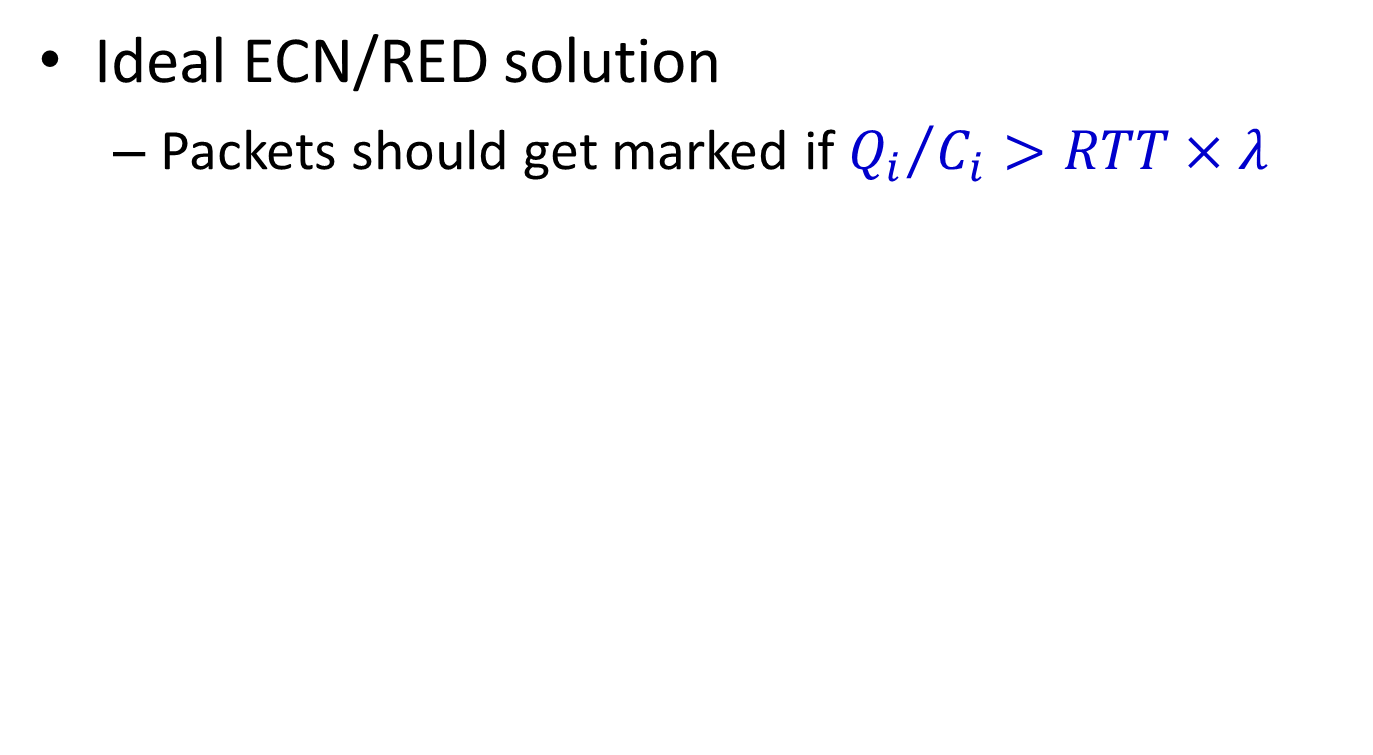 • Ideal ECN/RED solution
– Packets should get marked if 𝑄ᵢ/𝐶ᵢ > 𝑅𝑇𝑇 × 𝜆